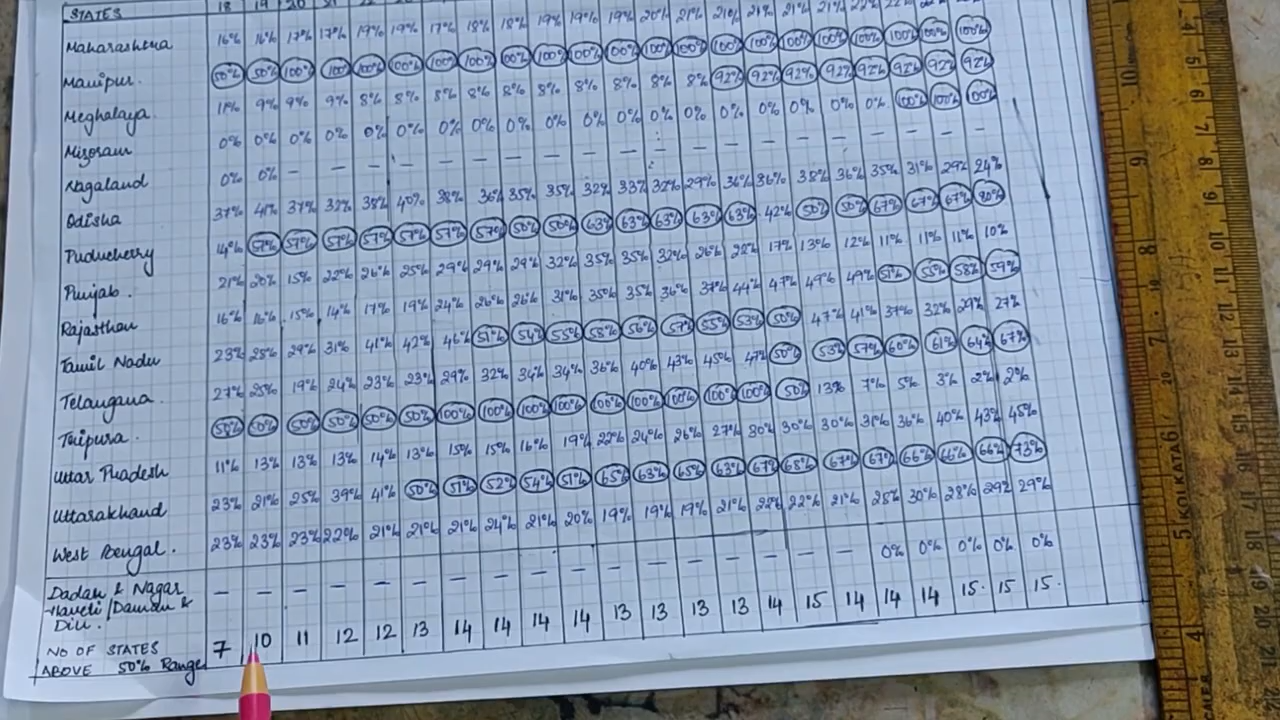 STATES 18 19 20
Maharashtra 16% 16% 17% 17% 19% 19% 17% 18% 18% 19% 19% 19% 20% 21% 21% 21% 21% 21% 22%
Manipur. 50% 50% 100% 100 100% 100% 100% 100% 100% 100% 100% 100% 100% 100% 100% 100% 100% 100% 100% 100% 100% 100%
Meghalaya. 11% 9% 9% 9% 8% 8% 8% 8% 8% 8% 8% 8% 8% 8% 92% 92% 92% 92% 92% 92% 92% 92%
Mizoram 0% 0% 0% 0% 0% 0% 0% 0% 0% 0% 0% 0% 0% 0% 0% 0% 0% 0% 0% 100% 100% 100%
Nagaland 0% 0% - - - - - - - - - - - - - - - - - - - -
Odisha 37% 41% 37% 32% 38% 40% 38% 36% 35% 35% 32% 33% 32% 29% 36% 36% 38% 36% 35% 31% 29% 24%
Puducherry 14% 57% 57% 57% 57% 57% 57% 57% 50% 50% 63% 63% 63% 63% 63% 42% 50% 50% 67% 67% 67% 80%
Punjab. 21% 20% 15% 22% 26% 25% 29% 29% 29% 32% 35% 35% 32% 26% 22% 17% 13% 12% 11% 11% 11% 10%
Rajasthan 16% 16% 15% 14% 17% 19% 24% 26% 26% 31% 35% 35% 36% 37% 44% 47% 49% 49% 51% 58% 59%
Tamil Nadu 23% 28% 29% 31% 41% 42% 46% 51% 54% 55% 58% 56% 57% 55% 53% 50% 47% 41% 37% 32% 29% 27%
Telangana. 27% 25% 19% 24% 23% 23% 29% 32% 34% 34% 36% 40% 43% 45% 47% 50% 53% 57% 60% 61% 64% 67%
Tripura. 50% 50% 50% 50% 50% 50% 100% 100% 100% 100% 100% 100% 100% 100% 100% 50% 13% 7% 5% 3% 2% 2%
Uttar Pradesh 11% 13% 13% 13% 14% 13% 15% 15% 16% 19% 22% 24% 26% 27% 30% 30% 30% 31% 36% 40% 43% 45%
Uttarakhand 23% 21% 25% 39% 41% 50% 51% 52% 54% 51% 65% 63% 65% 63% 67% 68% 67% 67% 66% 66% 66% 73%
West Bengal. 23% 23% 23% 22% 21% 21% 21% 24% 21% 20% 19% 19% 19% 21% 22% 22% 21% 28% 30% 28% 29% 29%
Dadar & Nagar
Haveli/Daman &
Diu. - - - - - - - - - - - - - - - - - 0% 0% 0% 0% 0%
NO OF STATES
ABOVE 50% Range 7 10 11 12 12 13 14 14 14 14 13 13 13 13 14 15 14 14 14 15. 15 15.
KOLKATA